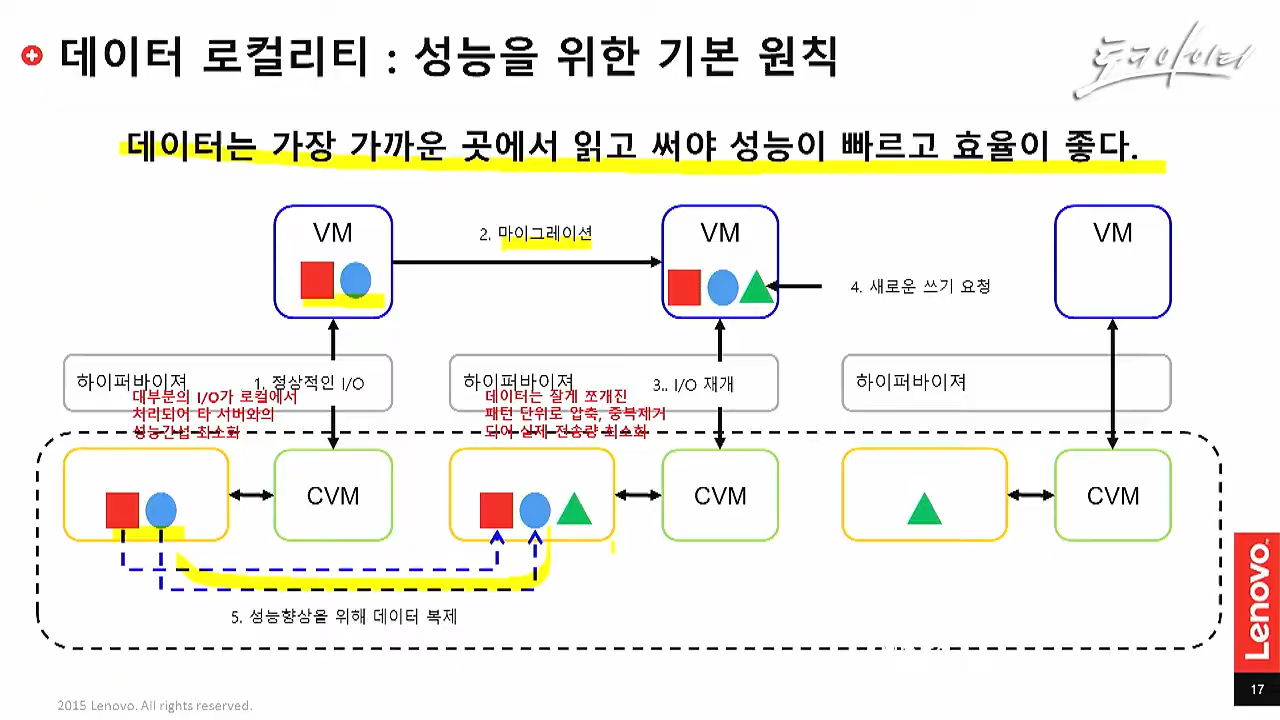 데이터 로컬리티 : 성능을 위한 기본 원칙
토크아이티
데이터는 가장 가까운 곳에서 읽고 써야 성능이 빠르고 효율이 좋다.
VM
2. 마이그레이션
VM
4. 새로운 쓰기 요청
VM
하이퍼바이져
1. 정상적인 I/O
대부분의 I/O가 로컬에서
처리되어 타 서버와의
성능간섭 최소화
하이퍼바이져
3.. I/O 재개
데이터는 잘게 쪼개진
패턴 단위로 압축, 중복제거
되어 실제 전송량 최소화
하이퍼바이져
CVM
CVM
CVM
5. 성능향상을 위해 데이터 복제
Lenovo
17
2015 Lenovo. All rights reserved.